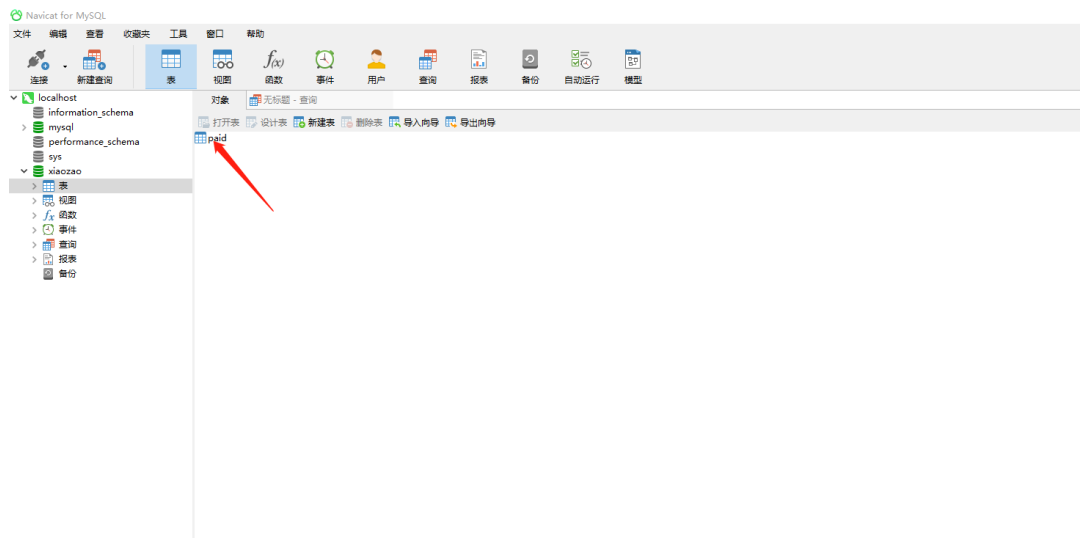 Navicat for MySQL
文件 编辑 查看 收藏夹 工具 窗口 帮助
连接 新建查询 表 视图 函数 事件 用户 查询 报表 备份 自动运行 模型
localhost
information_schema
mysql
performance_schema
sys
xiaozao
表
视图
函数
事件
查询
报表
备份
对象 无标题 - 查询
打开表 设计表 新建表 删除表 导入向导 导出向导
paid